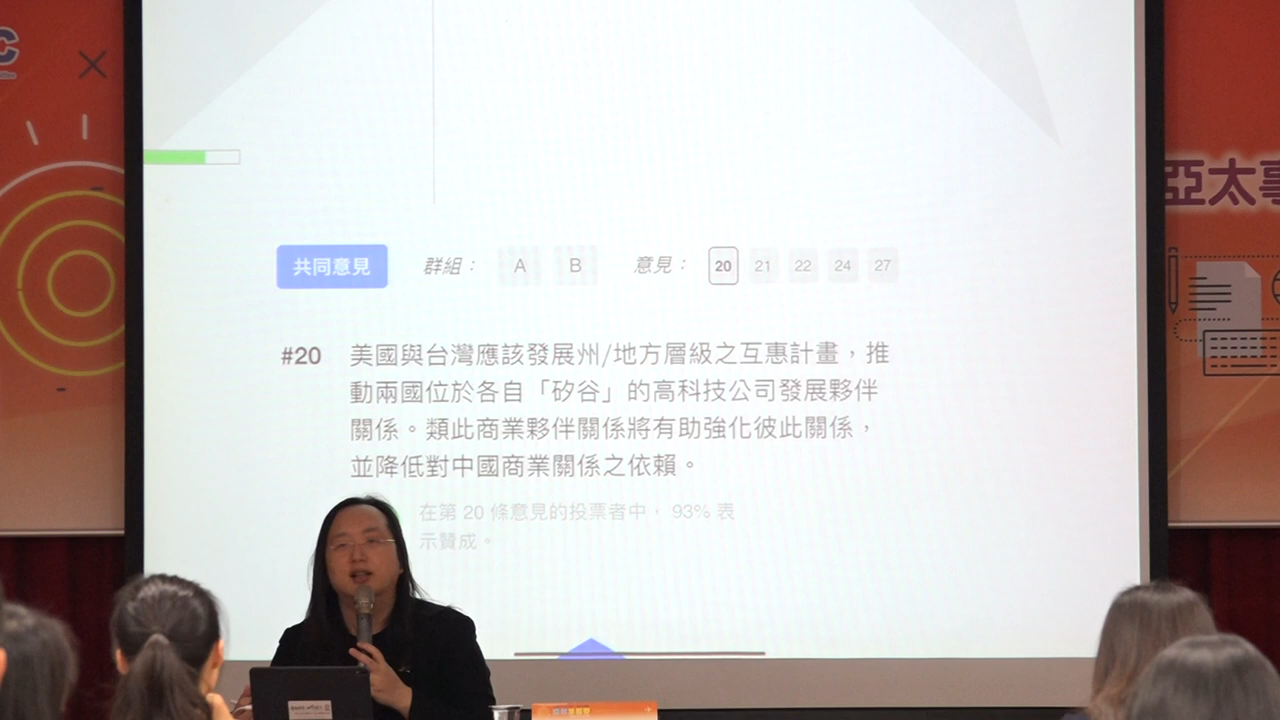 C
亞太事
共同意見 群組： A B 意見： 20 21 22 24 27
#20 美國與台灣應該發展州/地方層級之互惠計畫，推
動兩國位於各自「矽谷」的高科技公司發展夥伴
關係。類此商業夥伴關係將有助強化彼此關係，
並降低對中國商業關係之依賴。
在第 20 條意見的投票者中， 93% 表
示贊成。